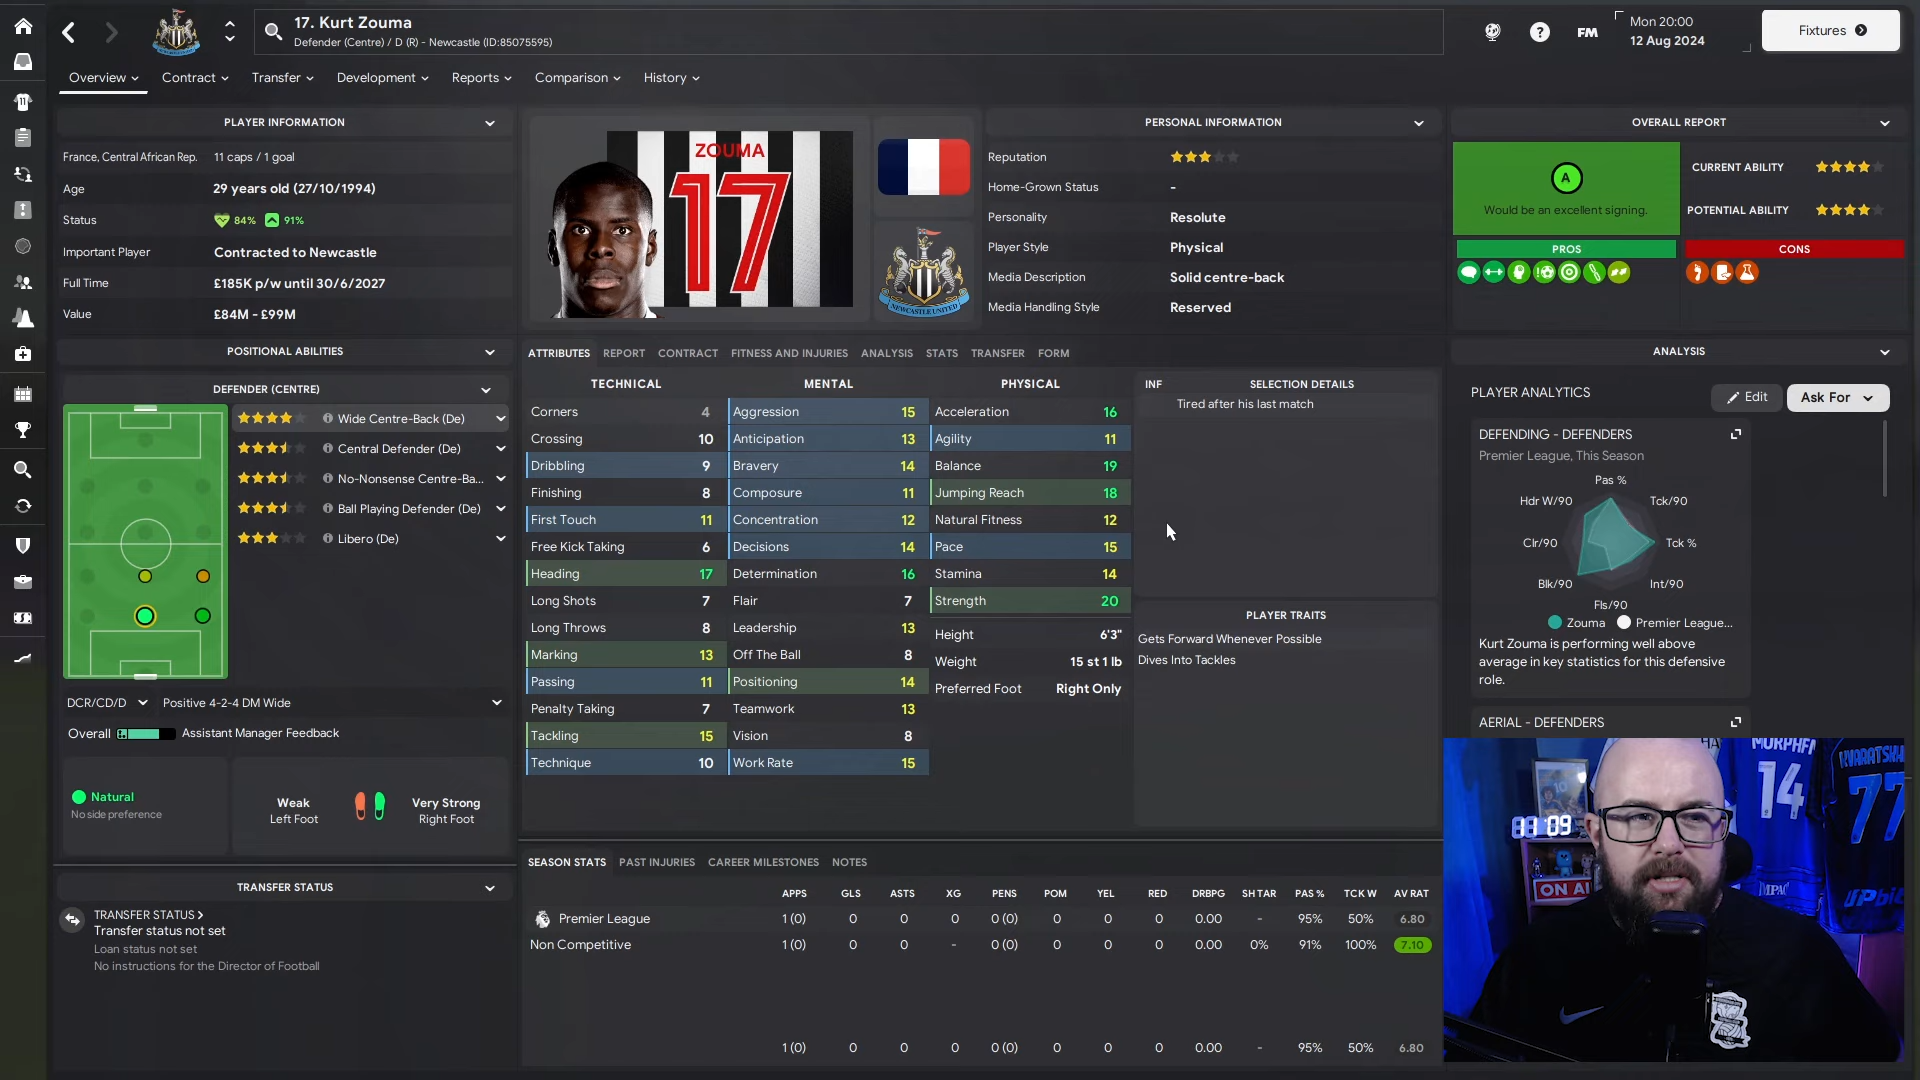 17. Kurt Zouma
Defender (Centre) / D (R) - Newcastle (ID:85075595)
FM
Mon 20:00
12 Aug 2024
Fixtures
Overview
Contract
Transfer
Development
Reports
Comparison
History
PLAYER INFORMATION
France, Central African Rep.
11 caps / 1 goal
Age
29 years old (27/10/1994)
Status
84%
91%
Important Player
Contracted to Newcastle
Full Time
£185K p/w until 30/6/2027
Value
£84M - £99M
ZOUMA
17
NEWCASTLE UNITED
PERSONAL INFORMATION
Reputation
Home-Grown Status
-
Personality
Resolute
Player Style
Physical
Media Description
Solid centre-back
Media Handling Style
Reserved
OVERALL REPORT
A
Would be an excellent signing.
CURRENT ABILITY
POTENTIAL ABILITY
PROS
CONS
POSITIONAL ABILITIES
DEFENDER (CENTRE)
Wide Centre-Back (De)
Central Defender (De)
No-Nonsense Centre-Ba...
Ball Playing Defender (De)
Libero (De)
DCR/CD/D
Positive 4-2-4 DM Wide
Overall
Assistant Manager Feedback
Natural
No side preference
Weak
Left Foot
Very Strong
Right Foot
TRANSFER STATUS
TRANSFER STATUS >
Transfer status not set
Loan status not set
No instructions for the Director of Football
ATTRIBUTES
REPORT
CONTRACT
FITNESS AND INJURIES
ANALYSIS
STATS
TRANSFER
FORM
TECHNICAL
Corners 4
Crossing 10
Dribbling 9
Finishing 8
First Touch 11
Free Kick Taking 6
Heading 17
Long Shots 7
Long Throws 8
Marking 13
Passing 11
Penalty Taking 7
Tackling 15
Technique 10
MENTAL
Aggression 15
Anticipation 13
Bravery 14
Composure 11
Concentration 12
Decisions 14
Determination 16
Flair 7
Leadership 13
Off The Ball 8
Positioning 14
Teamwork 13
Vision 8
Work Rate 15
PHYSICAL
Acceleration 16
Agility 11
Balance 19
Jumping Reach 18
Natural Fitness 12
Pace 15
Stamina 14
Strength 20
Height 6'3"
Weight 15 st 1 lb
Preferred Foot Right Only
INF
SELECTION DETAILS
Tired after his last match
PLAYER TRAITS
Gets Forward Whenever Possible
Dives Into Tackles
ANALYSIS
PLAYER ANALYTICS
Edit
Ask For
DEFENDING - DEFENDERS
Premier League, This Season
Pas %
Hdr W/90
Tck/90
Clr/90
Tck %
Blk/90
Int/90
Fls/90
Zouma
Premier League...
Kurt Zouma is performing well above
average in key statistics for this defensive
role.
AERIAL - DEFENDERS
SEASON STATS
PAST INJURIES
CAREER MILESTONES
NOTES
APPS GLS ASTS XG PENS POM YEL RED DRBPG SH TAR PAS % TCK W AV RAT
Premier League 1 (0) 0 0 0 0 (0) 0 0 0 0.00 - 95% 50% 6.80
Non Competitive 1 (0) 0 0 - 0 (0) 0 0 0 0.00 0% 91% 100% 7.10
1 (0) 0 0 0 0 (0) 0 0 0 0.00 - 95% 50% 6.80
14
77
11:09
ON AI